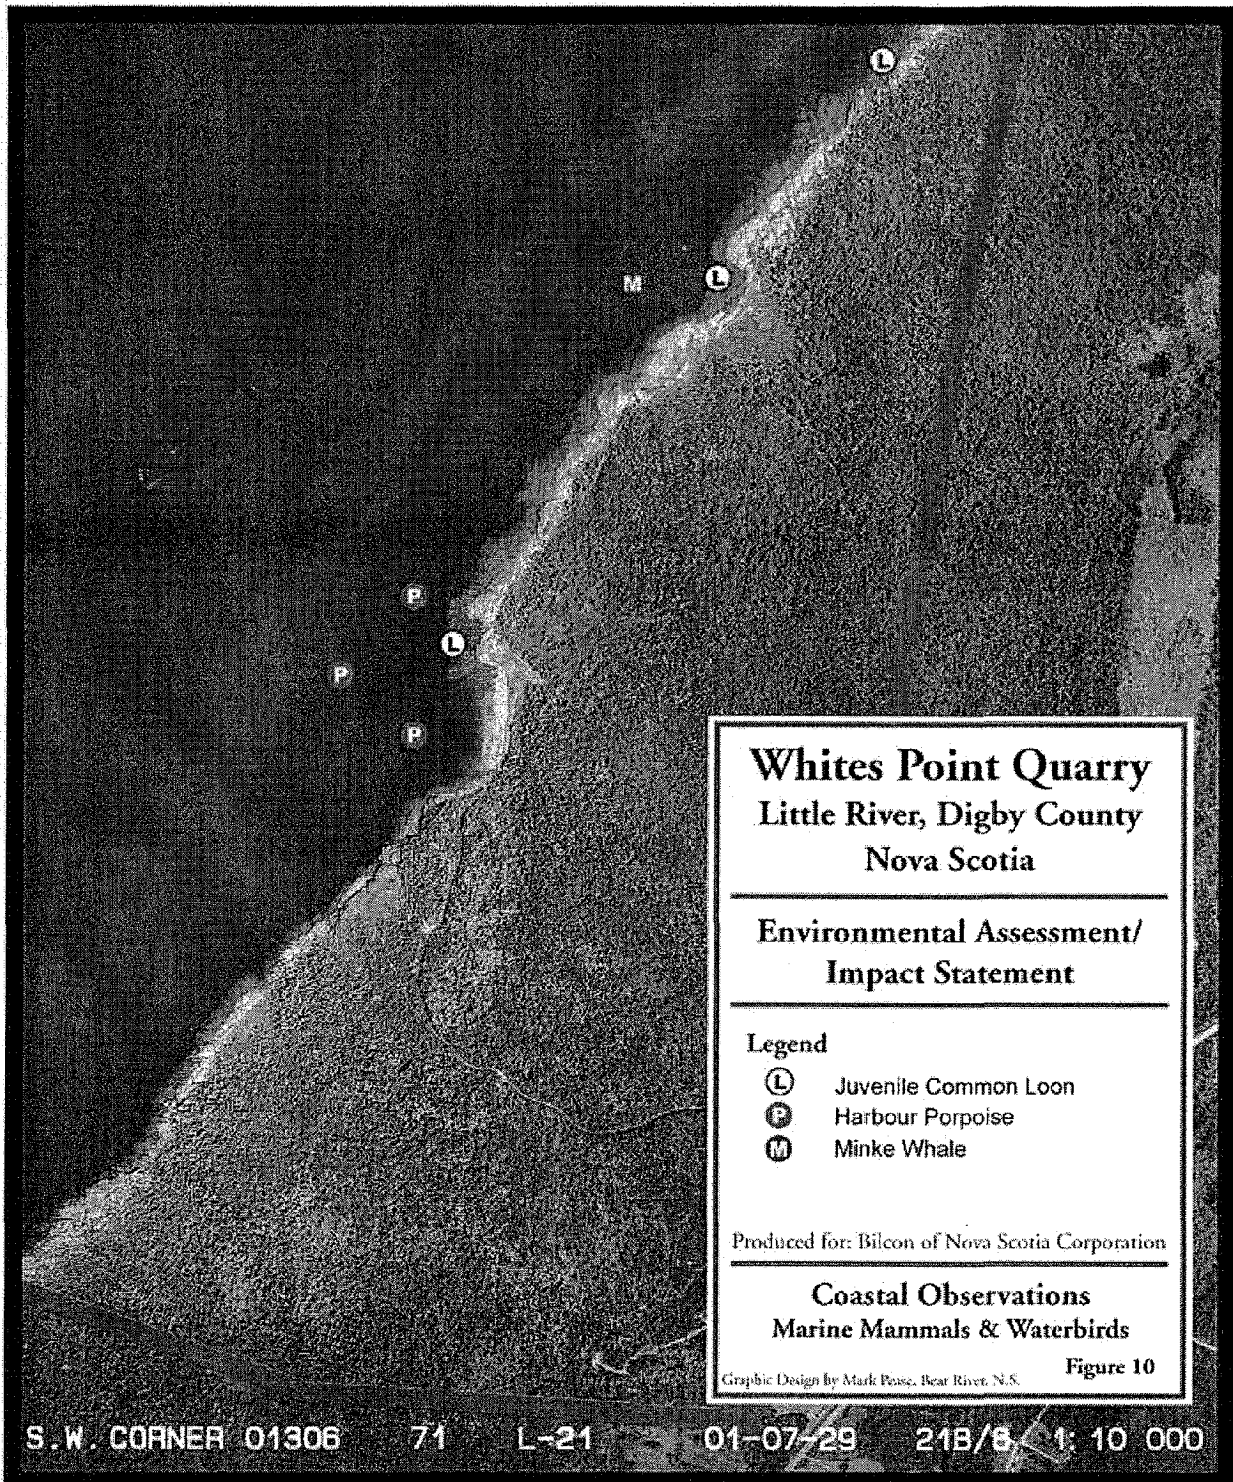 L
M
L
P
L
P
P
Whites Point Quarry
Little River, Digby County
Nova Scotia
Environmental Assessment/
Impact Statement
Legend
L Juvenile Common Loon
P Harbour Porpoise
M Minke Whale
Produced for: Bilcon of Nova Scotia Corporation
Coastal Observations
Marine Mammals & Waterbirds
Figure 10
Graphic Design by Mark Pease, Bear River, N.S.
S.W. CORNER 01306 71 L-21 01-07-29 21B/8 1: 10 000